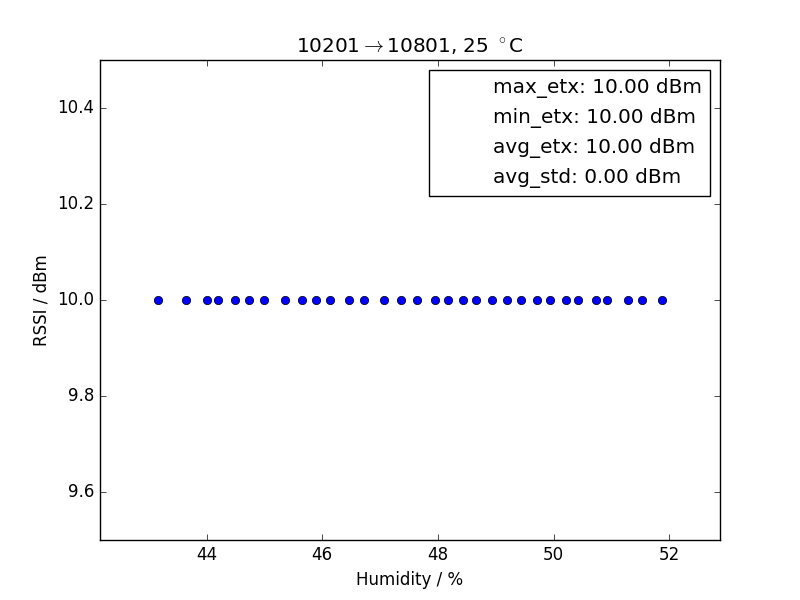 10201→10801, 25 °C
max_etx: 10.00 dBm
min_etx: 10.00 dBm
avg_etx: 10.00 dBm
avg_std: 0.00 dBm
RSSI / dBm
10.4
10.2
10.0
9.8
9.6
44 46 48 50 52
Humidity / %